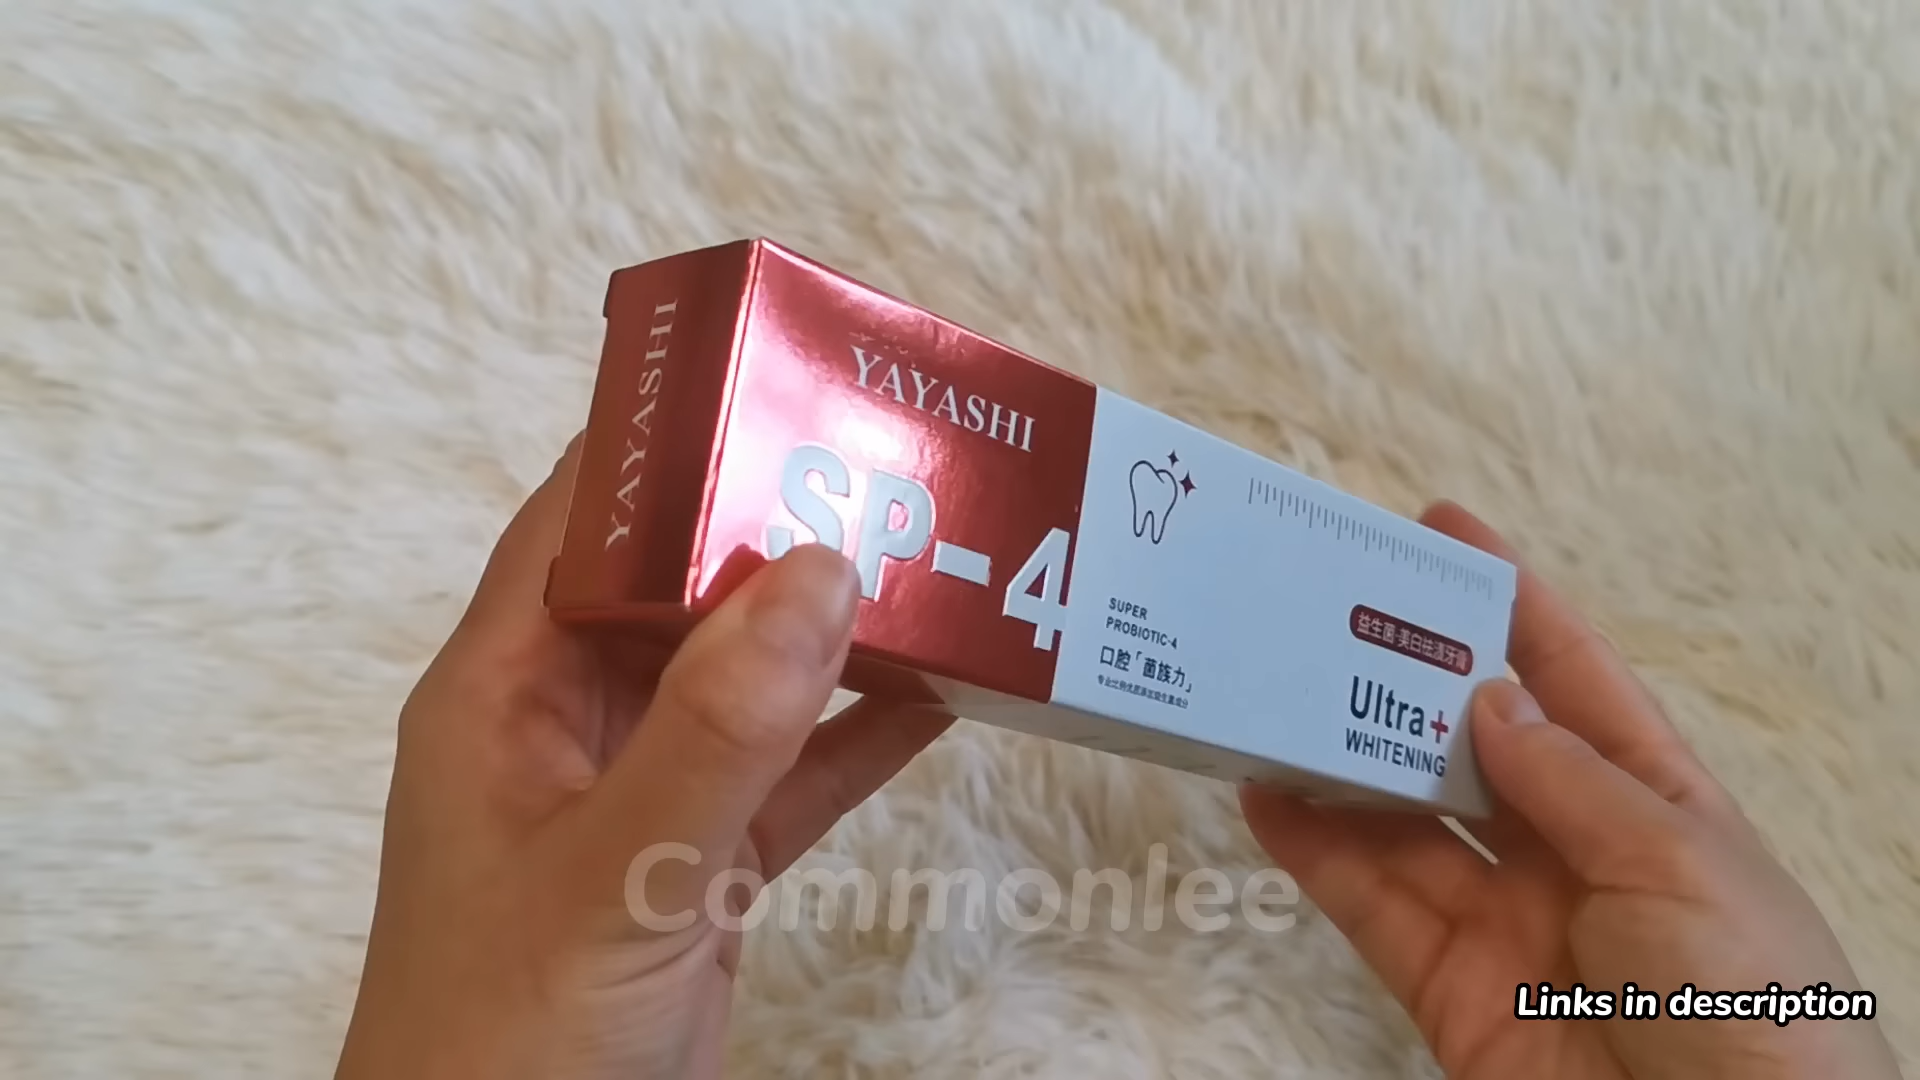 YAYASHI
YAYASHI
SP-4
SUPER
PROBIOTIC-4
口腔「菌族力」
益生菌·美白祛渍牙膏
Ultra+
WHITENING
Commonlee
Links in description